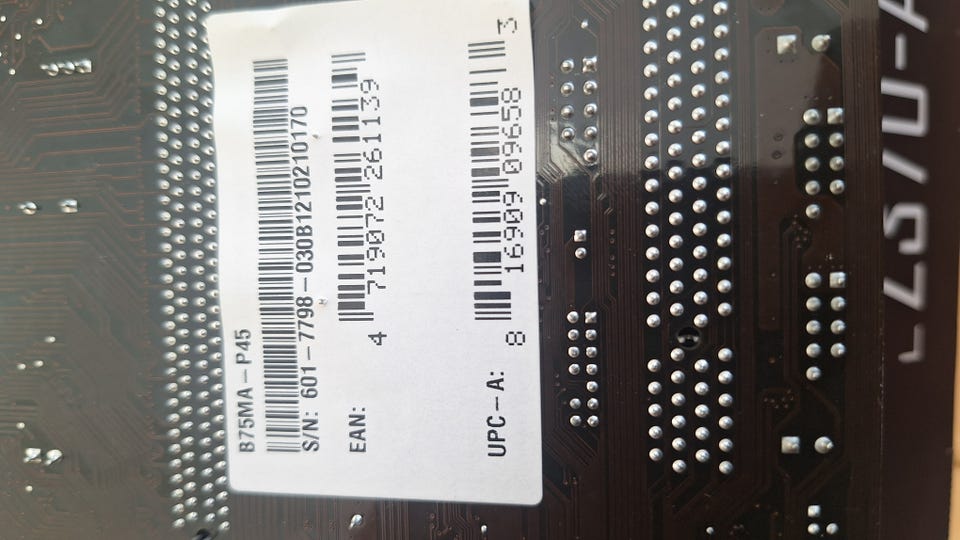 B75MA-P45
S/N: 601-7798-030B1210210170
EAN:
4 719072 261139
UPC-A:
8 16909 09658 3